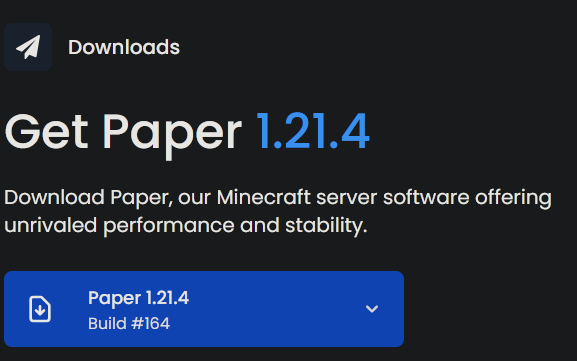 Downloads
Get Paper 1.21.4
Download Paper, our Minecraft server software offering
unrivaled performance and stability.
Paper 1.21.4
Build #164